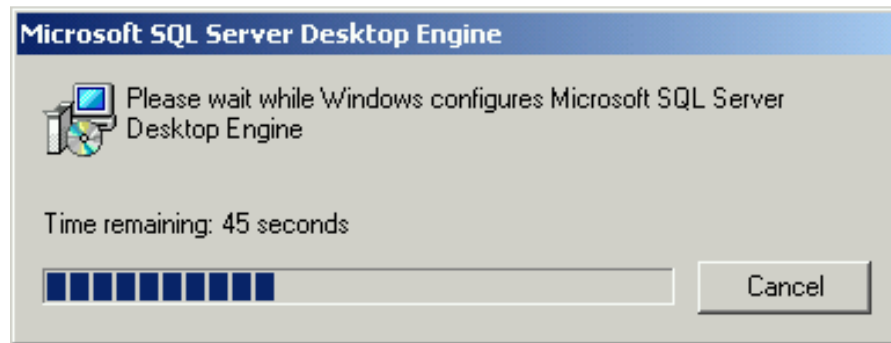 Microsoft SQL Server Desktop Engine
Please wait while Windows configures Microsoft SQL Server
Desktop Engine
Time remaining: 45 seconds
Cancel